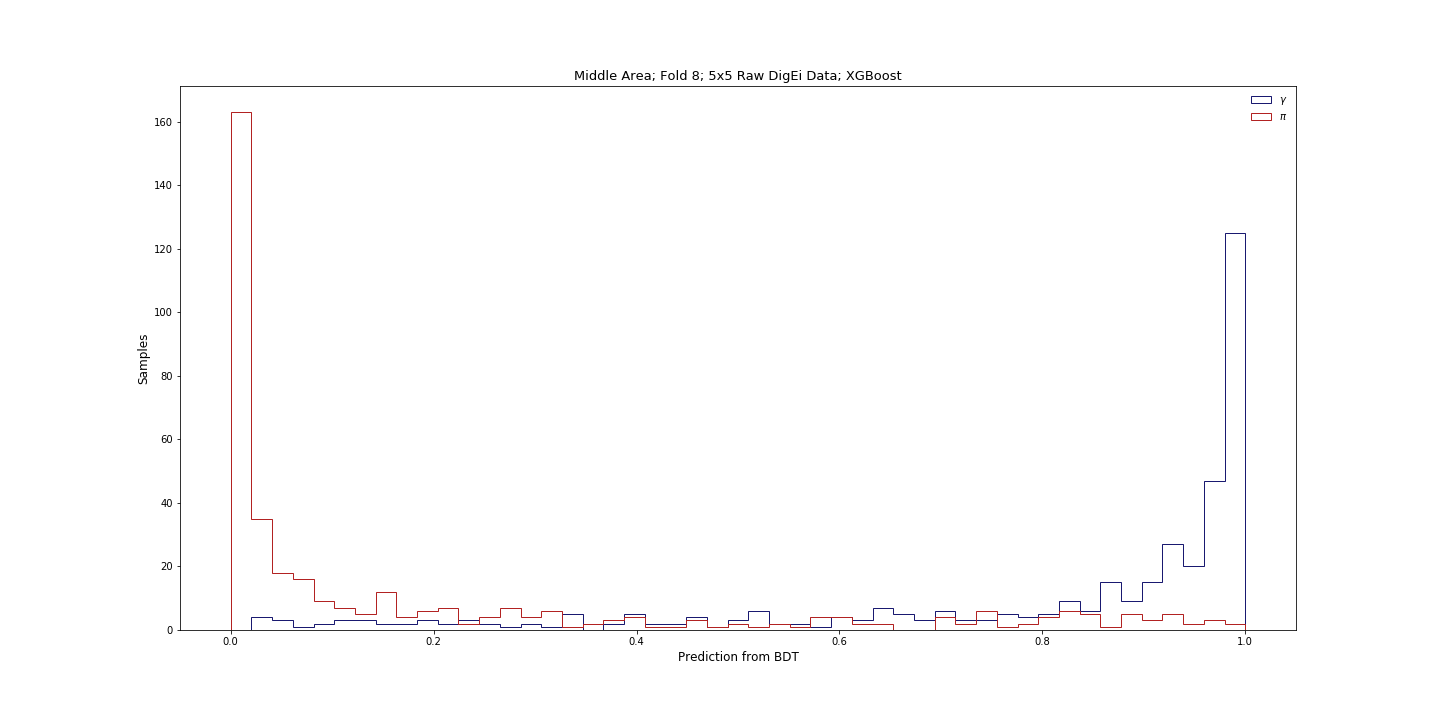 Middle Area; Fold 8; 5x5 Raw DigEi Data; XGBoost
γ
π
160
140
120
100
80
60
40
20
0
Samples
0.0 0.2 0.4 0.6 0.8 1.0
Prediction from BDT